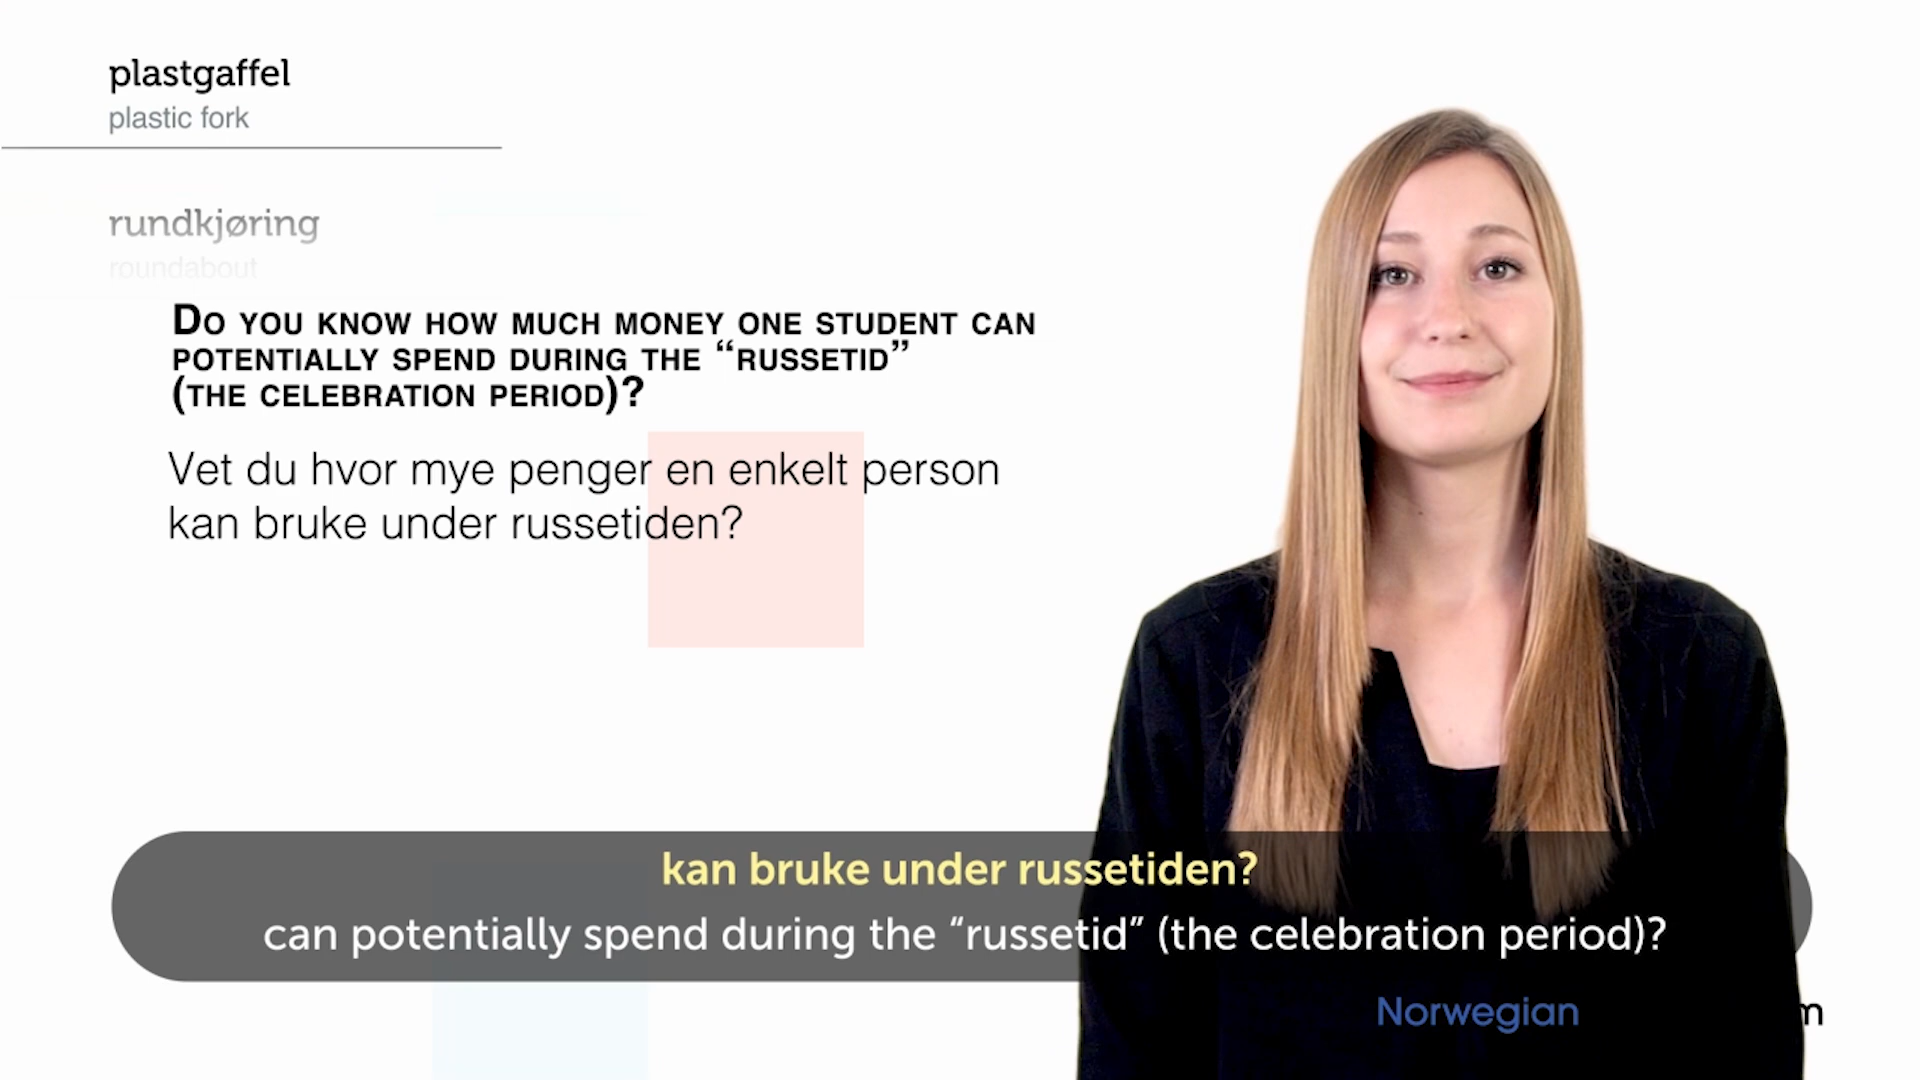 plastgaffel
plastic fork
rundkjøring
roundabout
DO YOU KNOW HOW MUCH MONEY ONE STUDENT CAN
POTENTIALLY SPEND DURING THE “RUSSETID”
(THE CELEBRATION PERIOD)?
Vet du hvor mye penger en enkelt person
kan bruke under russetiden?
kan bruke under russetiden?
can potentially spend during the “russetid” (the celebration period)?
Norwegian